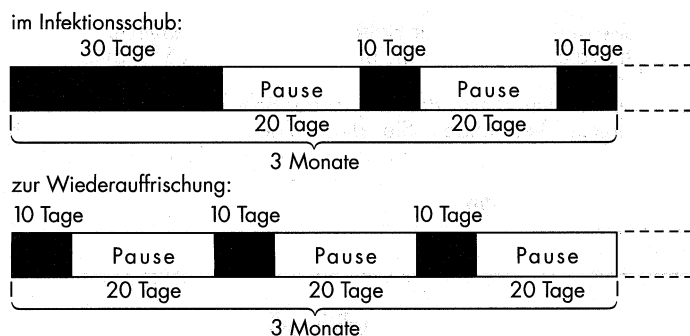 im Infektionsschub:
30 Tage 10 Tage 10 Tage
Pause Pause
20 Tage 20 Tage
3 Monate
zur Wiederauffrischung:
10 Tage 10 Tage 10 Tage
Pause Pause Pause
20 Tage 20 Tage 20 Tage
3 Monate